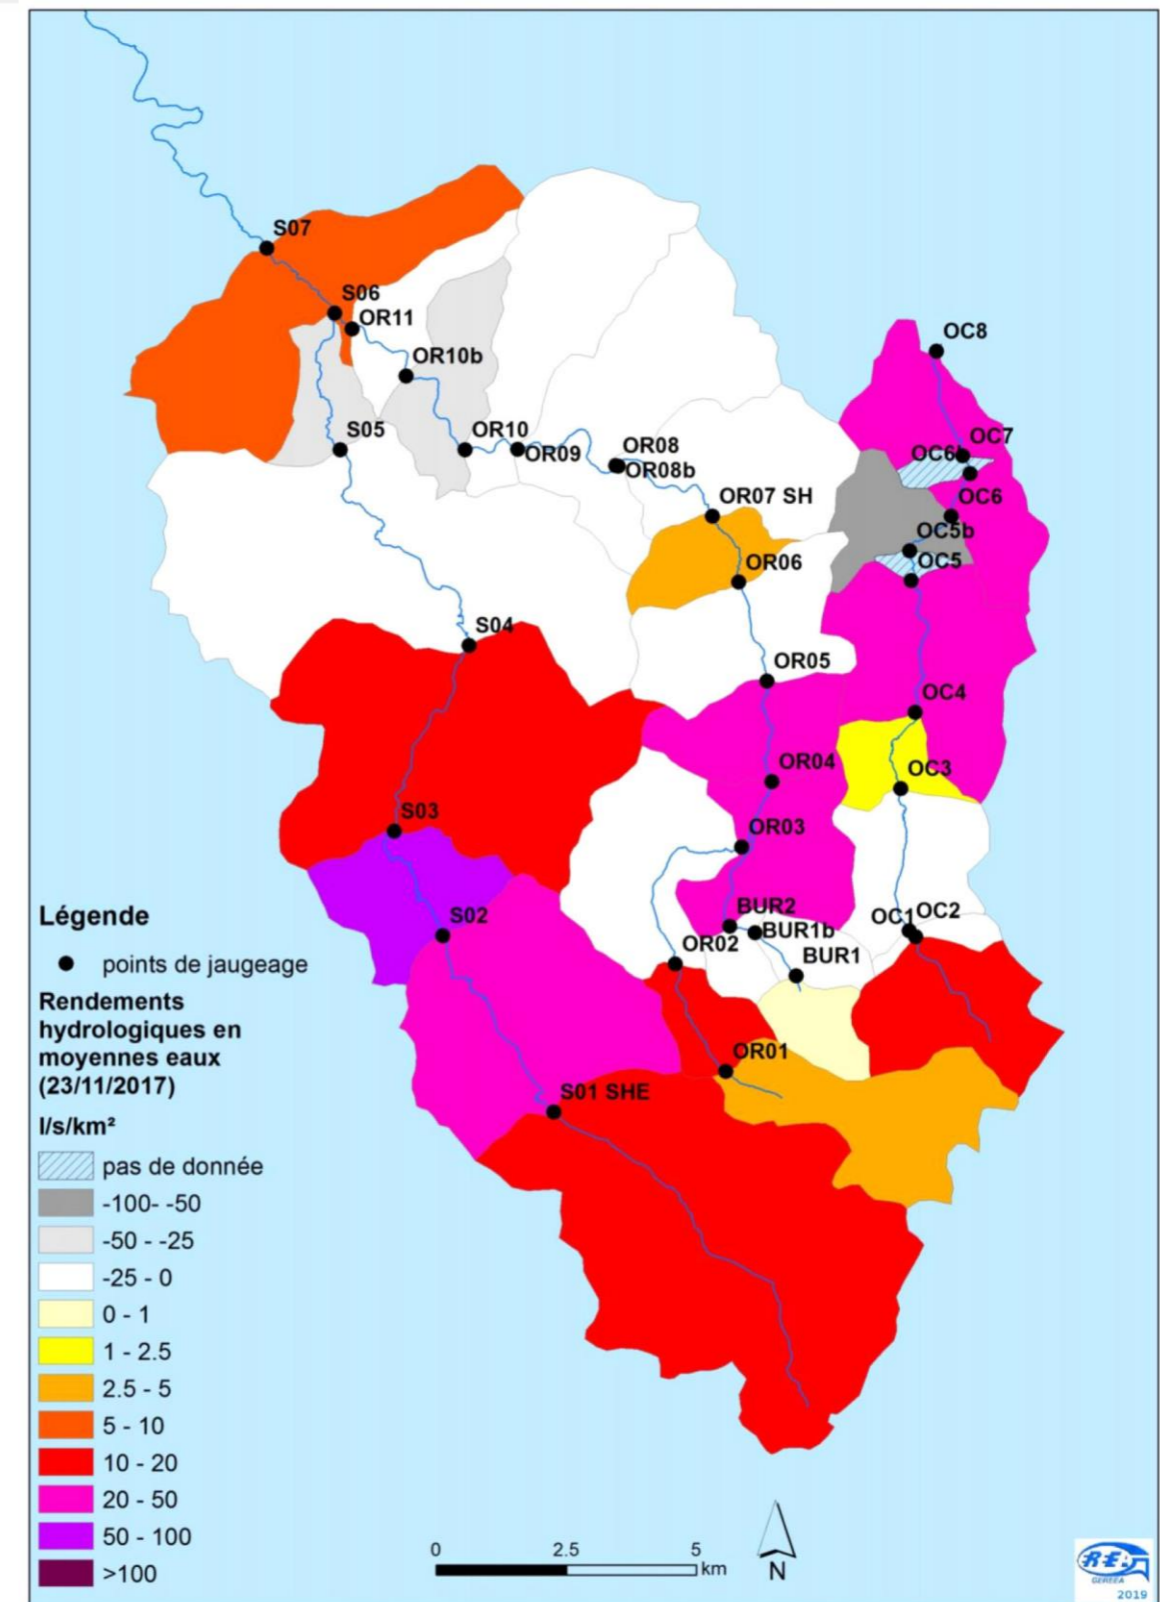 S07
S06
OR11
OC8
OR10b
S05
OR10
OR09
OR08
OR08b
OC7
OC6b
OR07 SH
OC6
OC5b
OR06
OC5
S04
OR05
OC4
OR04
OC3
S03
OR03
Légende
S02
BUR2
OC1
OC2
BUR1b
OR02
BUR1
points de jaugeage
Rendements
hydrologiques en
moyennes eaux
(23/11/2017)
OR01
S01 SHE
l/s/km²
pas de donnée
-100- -50
-50 - -25
-25 - 0
0 - 1
1 - 2.5
2.5 - 5
5 - 10
10 - 20
20 - 50
50 - 100
>100
0 2.5 5
km
N
GEREEA
2019